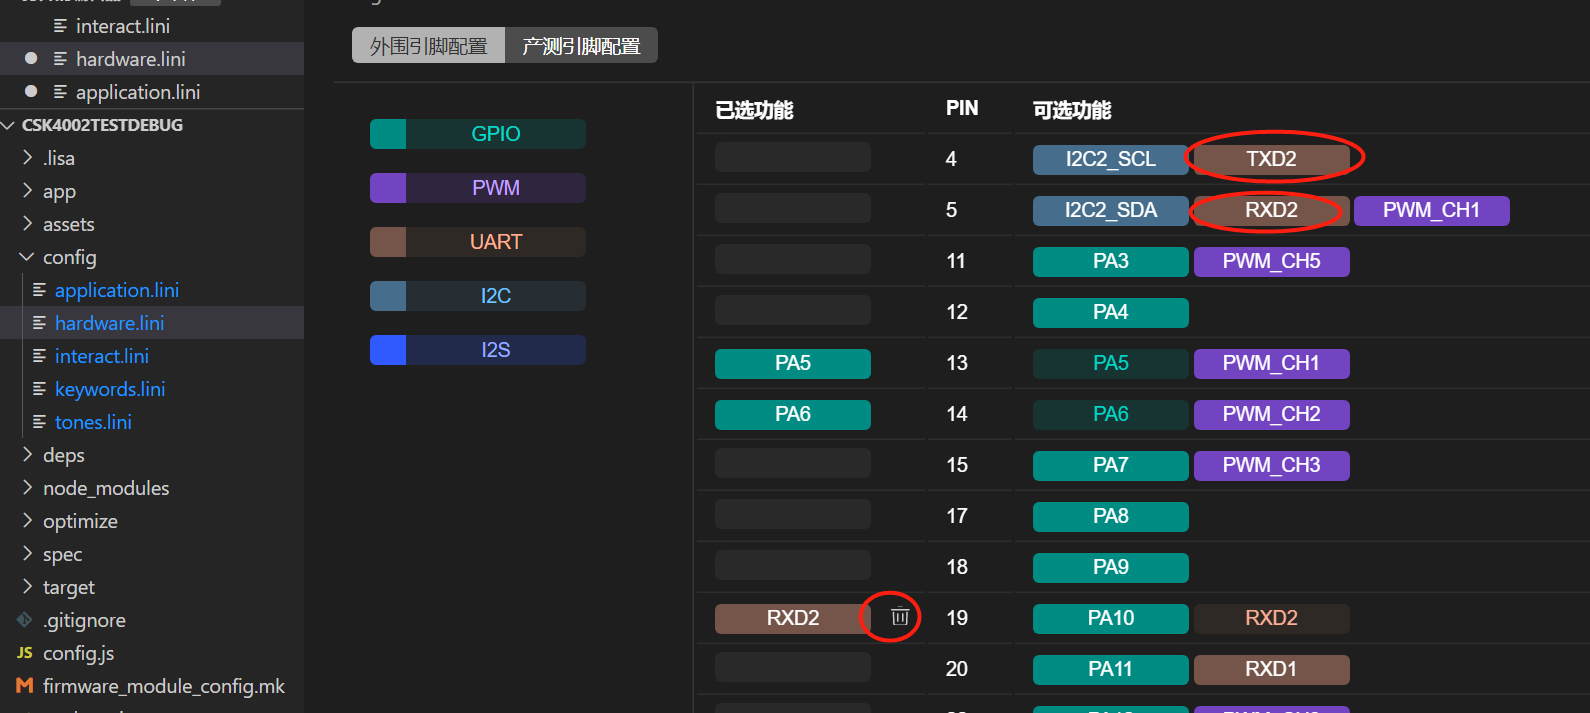 interact.lini
hardware.lini
application.lini
CSK4002TESTDEBUG
.lisa
app
assets
config
application.lini
hardware.lini
interact.lini
keywords.lini
tones.lini
deps
node_modules
optimize
spec
target
.gitignore
JS config.js
firmware_module_config.mk
外围引脚配置 产测引脚配置
GPIO
PWM
UART
I2C
I2S
已选功能 PIN 可选功能
4 I2C2_SCL TXD2
5 I2C2_SDA RXD2 PWM_CH1
11 PA3 PWM_CH5
12 PA4
PA5 13 PA5 PWM_CH1
PA6 14 PA6 PWM_CH2
15 PA7 PWM_CH3
17 PA8
18 PA9
RXD2 19 PA10 RXD2
20 PA11 RXD1